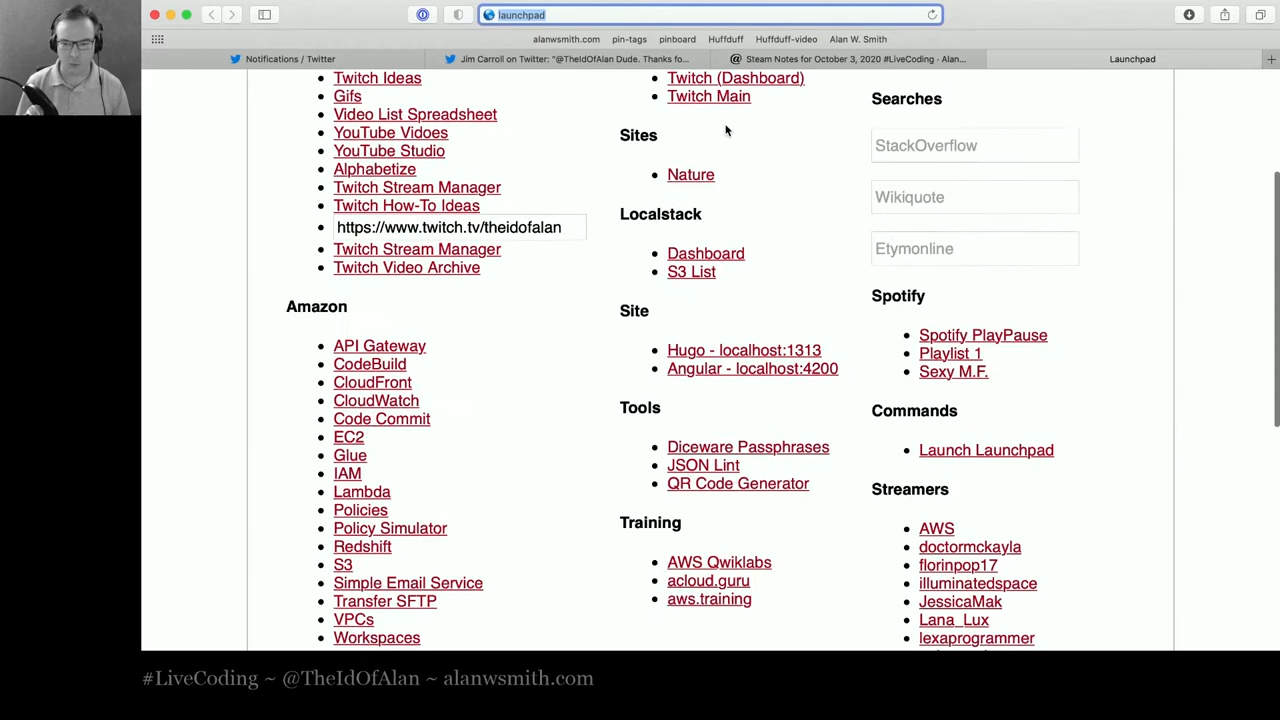 launchpad
alanwsmith.com pin-tags pinboard Huffduff Huffduff-video Alan W. Smith
Notifications / Twitter
Jim Carroll on Twitter: "@TheIdOfAlan Dude. Thanks fo...
Steam Notes for October 3, 2020 #LiveCoding - Alan...
Launchpad
Twitch Ideas
Gifs
Video List Spreadsheet
YouTube Vidoes
YouTube Studio
Alphabetize
Twitch Stream Manager
Twitch How-To Ideas
https://www.twitch.tv/theidofalan
Twitch Stream Manager
Twitch Video Archive
Amazon
API Gateway
CodeBuild
CloudFront
CloudWatch
Code Commit
EC2
Glue
IAM
Lambda
Policies
Policy Simulator
Redshift
S3
Simple Email Service
Transfer SFTP
VPCs
Workspaces
Twitch (Dashboard)
Twitch Main
Sites
Nature
Localstack
Dashboard
S3 List
Site
Hugo - localhost:1313
Angular - localhost:4200
Tools
Diceware Passphrases
JSON Lint
QR Code Generator
Training
AWS Qwiklabs
acloud.guru
aws.training
Searches
StackOverflow
Wikiquote
Etymonline
Spotify
Spotify PlayPause
Playlist 1
Sexy M.F.
Commands
Launch Launchpad
Streamers
AWS
doctormckayla
florinpop17
illuminatedspace
JessicaMak
Lana_Lux
lexaprogrammer
#LiveCoding ~ @TheIdOfAlan ~ alanwsmith.com